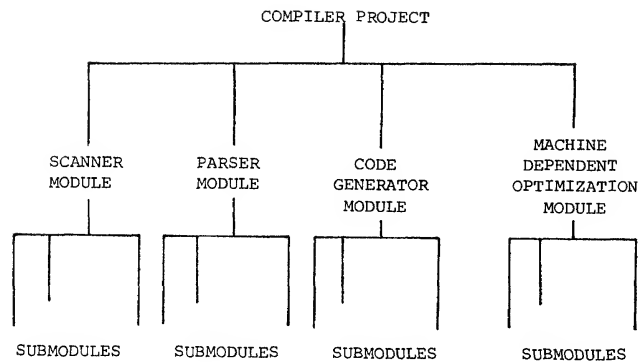 COMPILER PROJECT
SCANNER
MODULE
PARSER
MODULE
CODE
GENERATOR
MODULE
MACHINE
DEPENDENT
OPTIMIZATION
MODULE
SUBMODULES
SUBMODULES
SUBMODULES
SUBMODULES